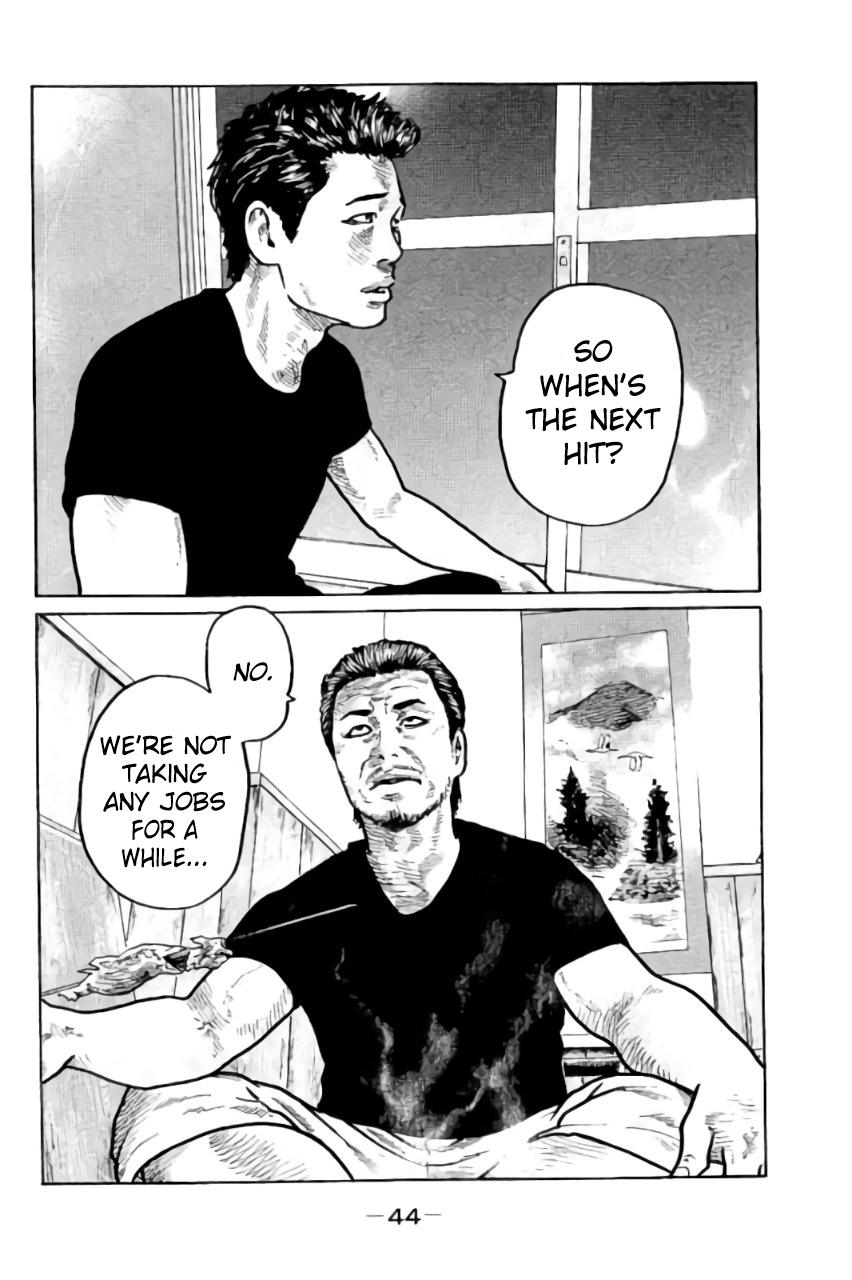 SO
WHEN'S
THE NEXT
HIT?
NO.
WE'RE NOT
TAKING
ANY JOBS
FOR A
WHILE...
—44—